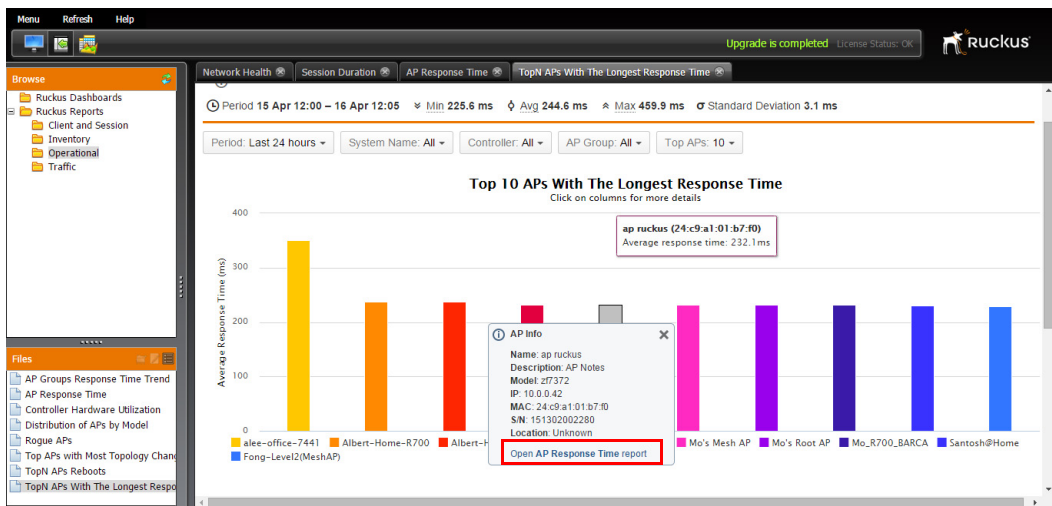 Menu Refresh Help
Upgrade is completed License Status: OK
Ruckus
Browse
Ruckus Dashboards
Ruckus Reports
Client and Session
Inventory
Operational
Traffic
Files
AP Groups Response Time Trend
AP Response Time
Controller Hardware Utilization
Distribution of APs by Model
Rogue APs
Top APs with Most Topology Chang
TopN APs Reboots
TopN APs With The Longest Respo
Network Health Session Duration AP Response Time TopN APs With The Longest Response Time
Period 15 Apr 12:00 – 16 Apr 12:05 Min 225.6 ms Avg 244.6 ms Max 459.9 ms σ Standard Deviation 3.1 ms
Period: Last 24 hours System Name: All Controller: All AP Group: All Top APs: 10
Top 10 APs With The Longest Response Time
Click on columns for more details
Average Response Time (ms)
400
300
200
100
0
ap ruckus (24:c9:a1:01:b7:f0)
Average response time: 232.1ms
AP Info
Name: ap ruckus
Description: AP Notes
Model: zf7372
IP: 10.0.0.42
MAC: 24:c9:a1:01:b7:f0
S/N: 151302002280
Location: Unknown
Open AP Response Time report
alee-office-7441 Albert-Home-R700 Albert-H Mo's Mesh AP Mo's Root AP Mo_R700_BARCA Santosh@Home
Fong-Level2(MeshAP)